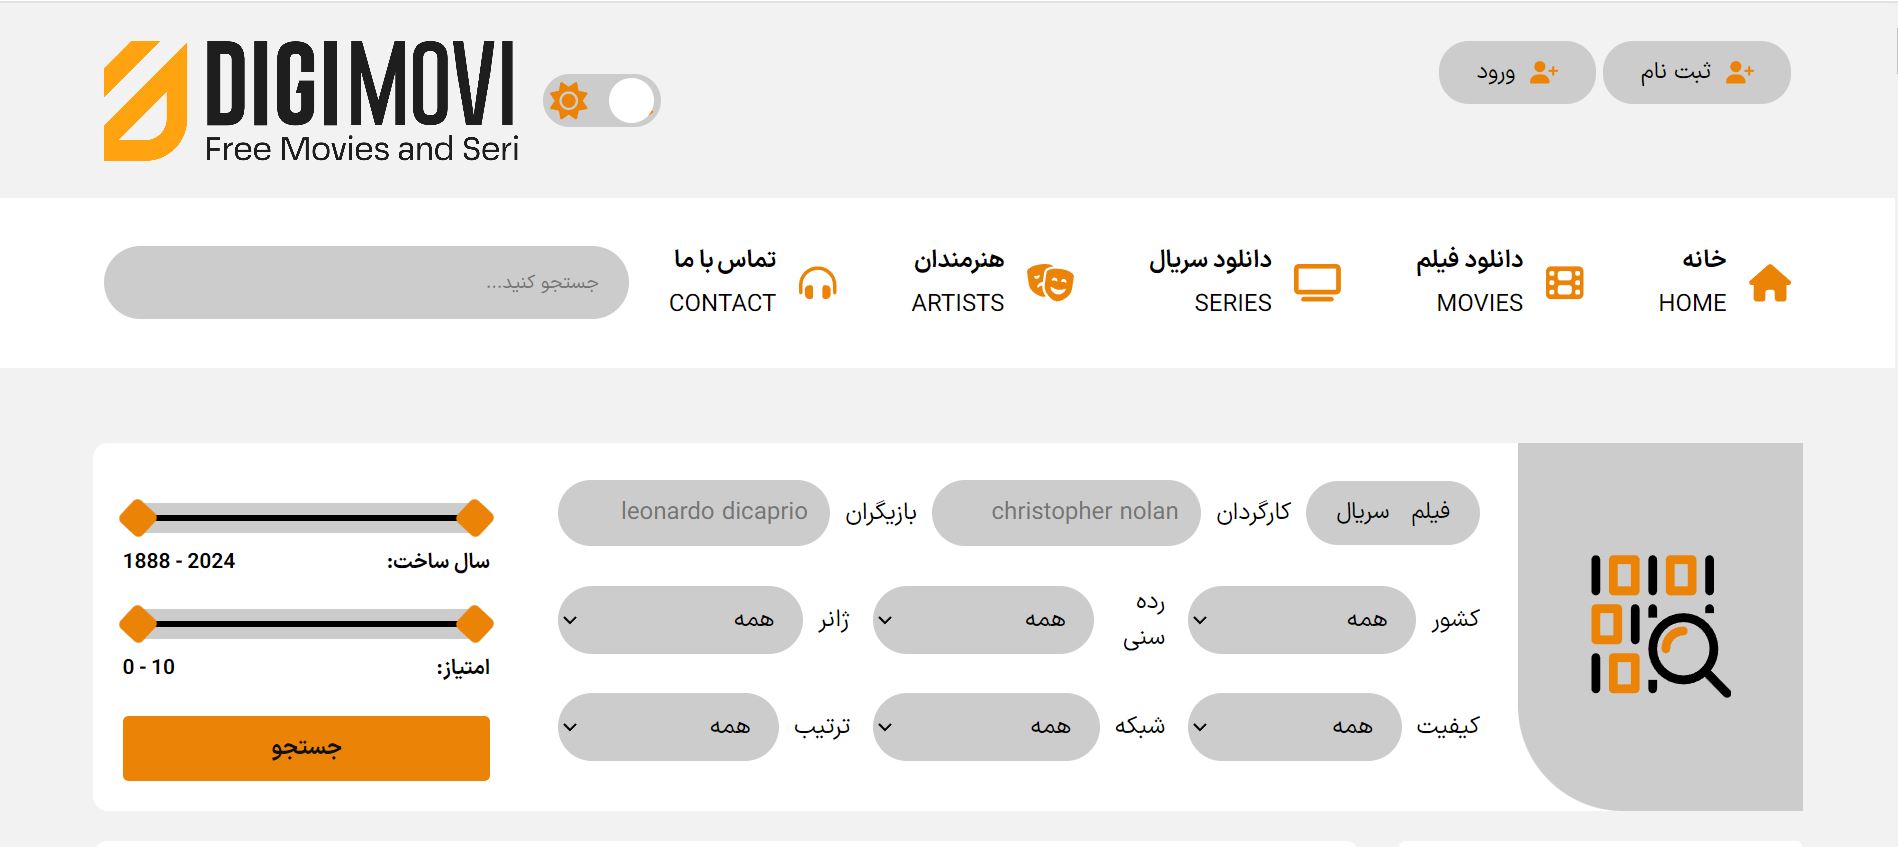 DIGIMOVI
Free Movies and Seri
ثبت نام
ورود
خانه
HOME
دانلود فیلم
MOVIES
دانلود سریال
SERIES
هنرمندان
ARTISTS
تماس با ما
CONTACT
جستجو کنید...
فیلم سریال
کارگردان
christopher nolan
بازیگران
leonardo dicaprio
کشور
همه
رده
سنی
همه
ژانر
همه
کیفیت
همه
شبکه
همه
ترتیب
همه
سال ساخت:
1888 - 2024
امتیاز:
0 - 10
جستجو